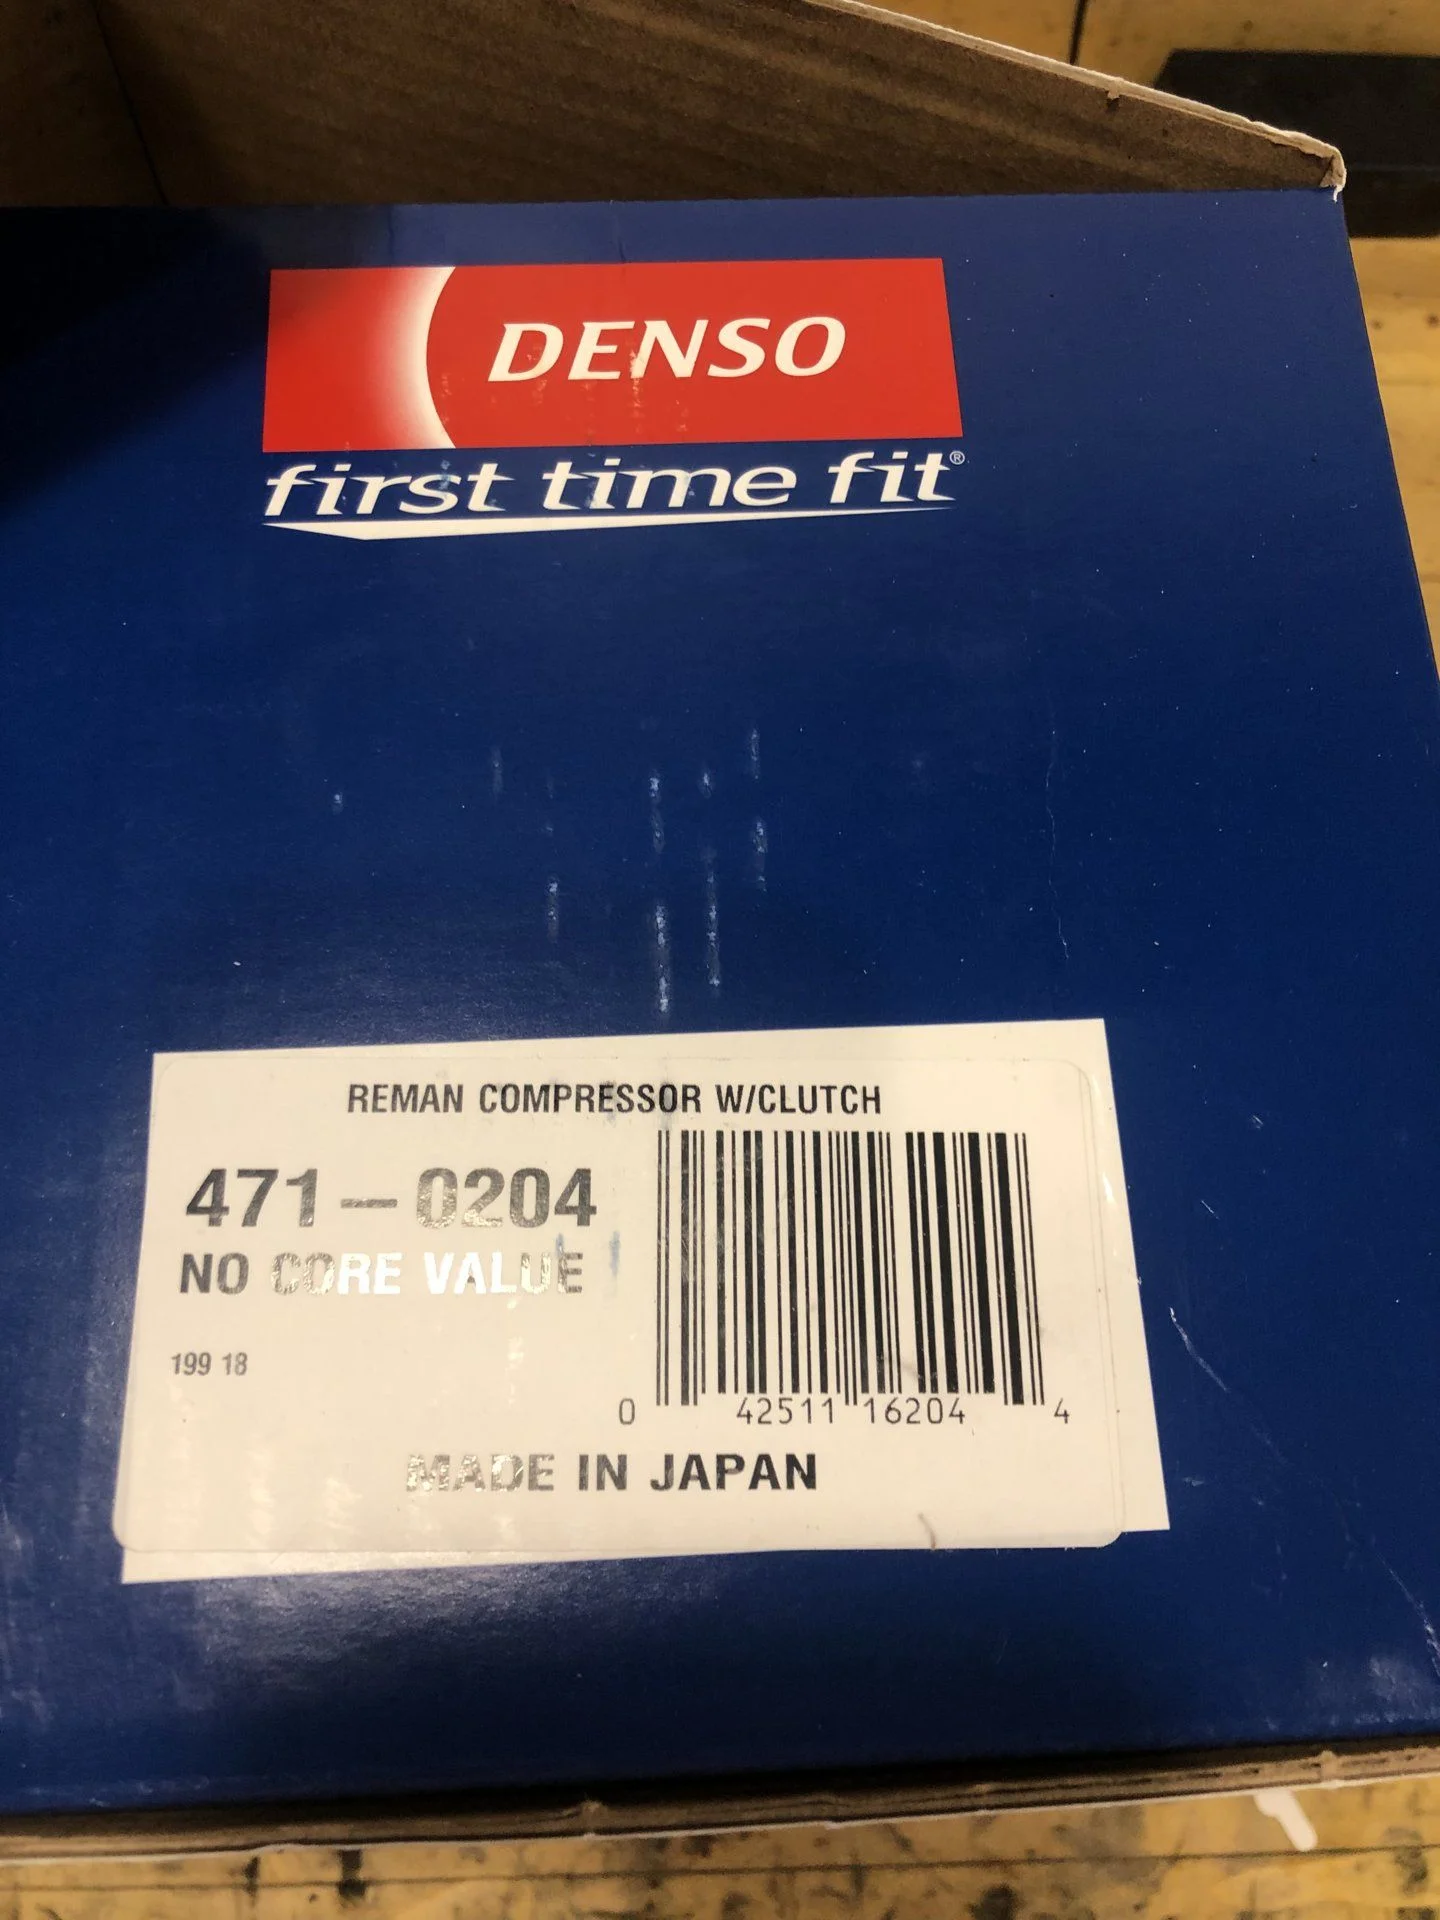 DENSO
first time fit®
REMAN COMPRESSOR W/CLUTCH
471-0204
NO CORE VALUE
199 18
0 42511 16204 4
MADE IN JAPAN